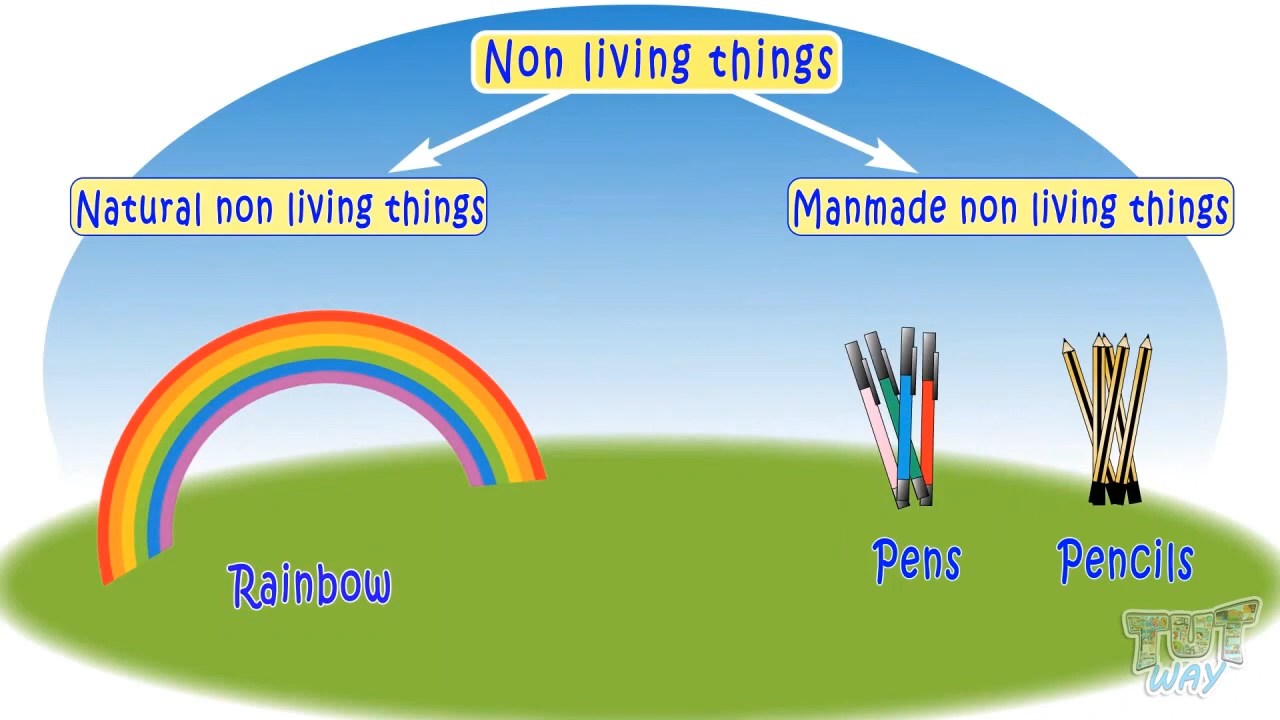 Non living things
Natural non living things
Manmade non living things
Rainbow
Pens
Pencils
TUT
WAY